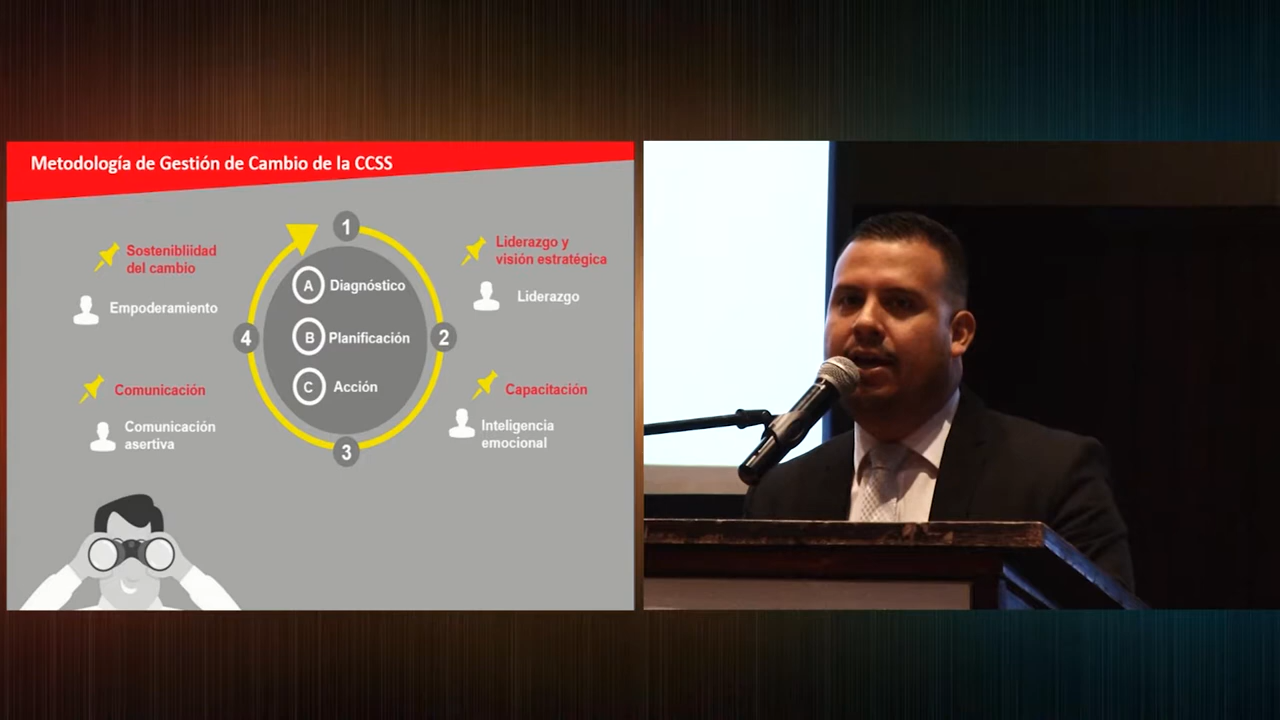 Metodología de Gestión de Cambio de la CCSS
1
Sostenibliidad
del cambio
Empoderamiento
Liderazgo y
visión estratégica
Liderazgo
A Diagnóstico
B Planificación
C Acción
4
2
Comunicación
Comunicación
asertiva
Capacitación
Inteligencia
emocional
3